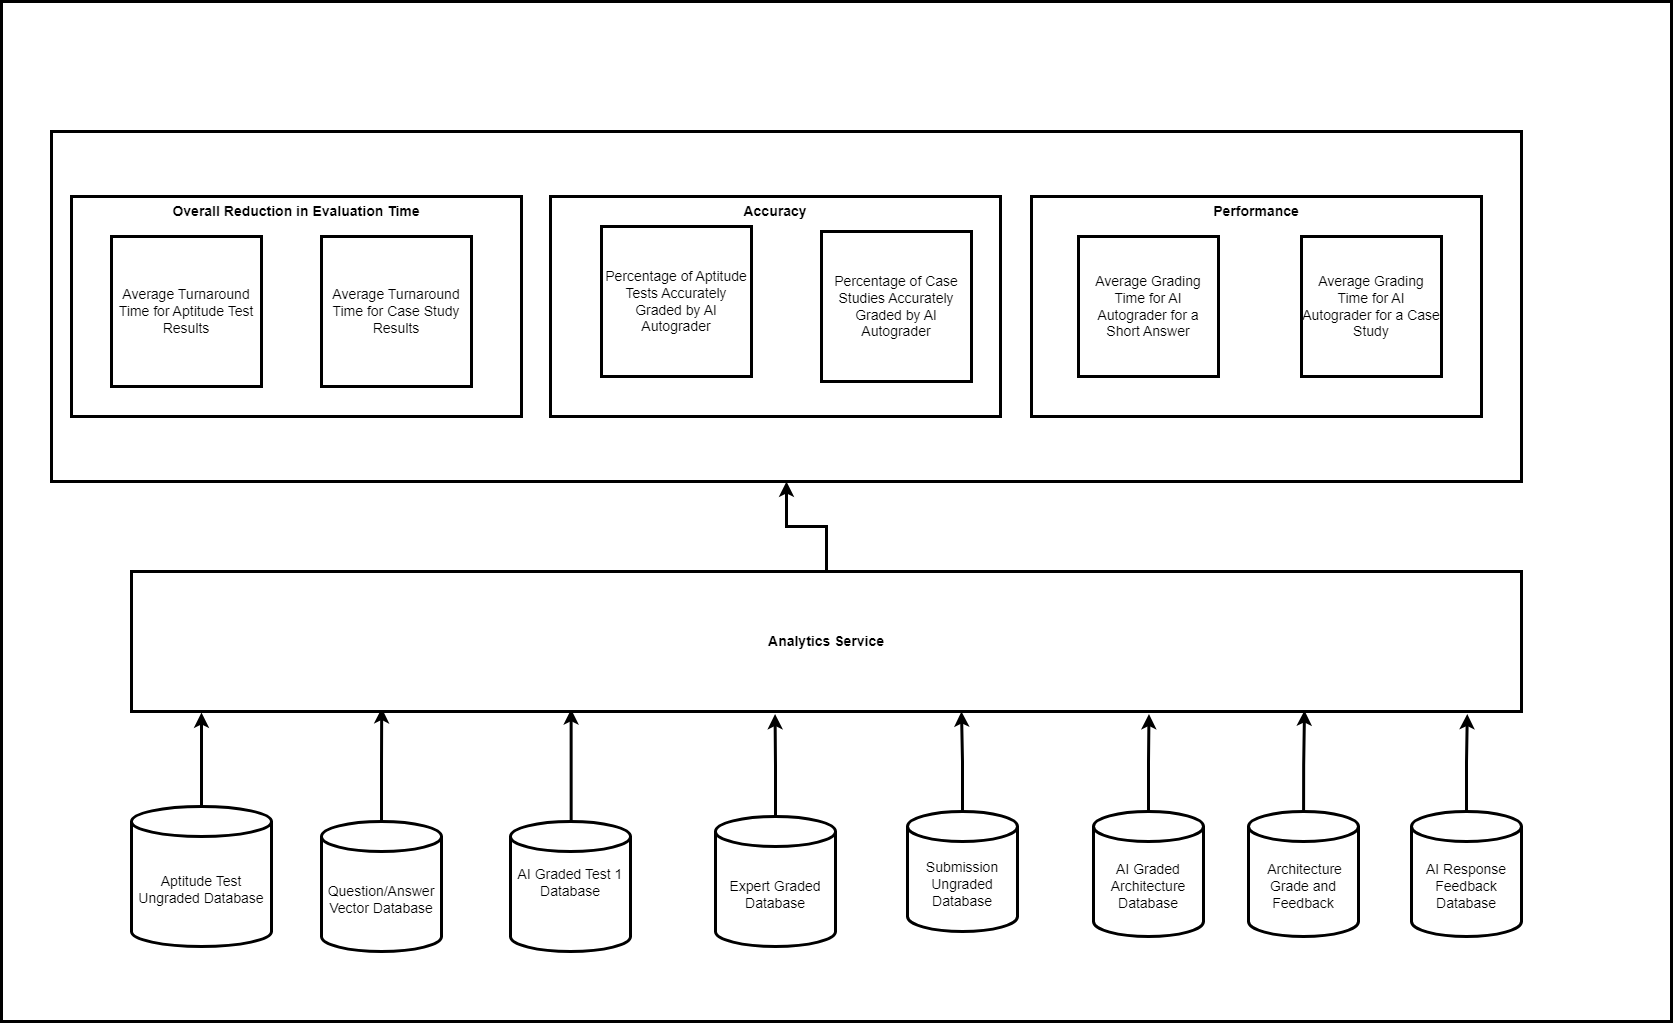 Overall Reduction in Evaluation Time
Average Turnaround
Time for Aptitude Test
Results
Average Turnaround
Time for Case Study
Results
Accuracy
Percentage of Aptitude
Tests Accurately
Graded by AI
Autograder
Percentage of Case
Studies Accurately
Graded by AI
Autograder
Performance
Average Grading
Time for AI
Autograder for a
Short Answer
Average Grading
Time for AI
Autograder for a Case
Study
Analytics Service
Aptitude Test
Ungraded Database
Question/Answer
Vector Database
AI Graded Test 1
Database
Expert Graded
Database
Submission
Ungraded
Database
AI Graded
Architecture
Database
Architecture
Grade and
Feedback
AI Response
Feedback
Database